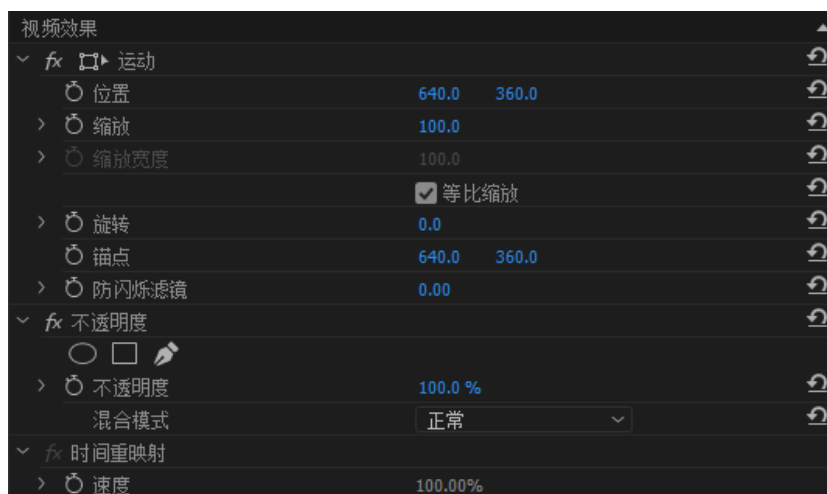 视频效果
fx 运动
位置 640.0 360.0
缩放 100.0
缩放宽度 100.0
等比缩放
旋转 0.0
锚点 640.0 360.0
防闪烁滤镜 0.00
fx 不透明度
不透明度 100.0 %
混合模式 正常
fx 时间重映射
速度 100.00%